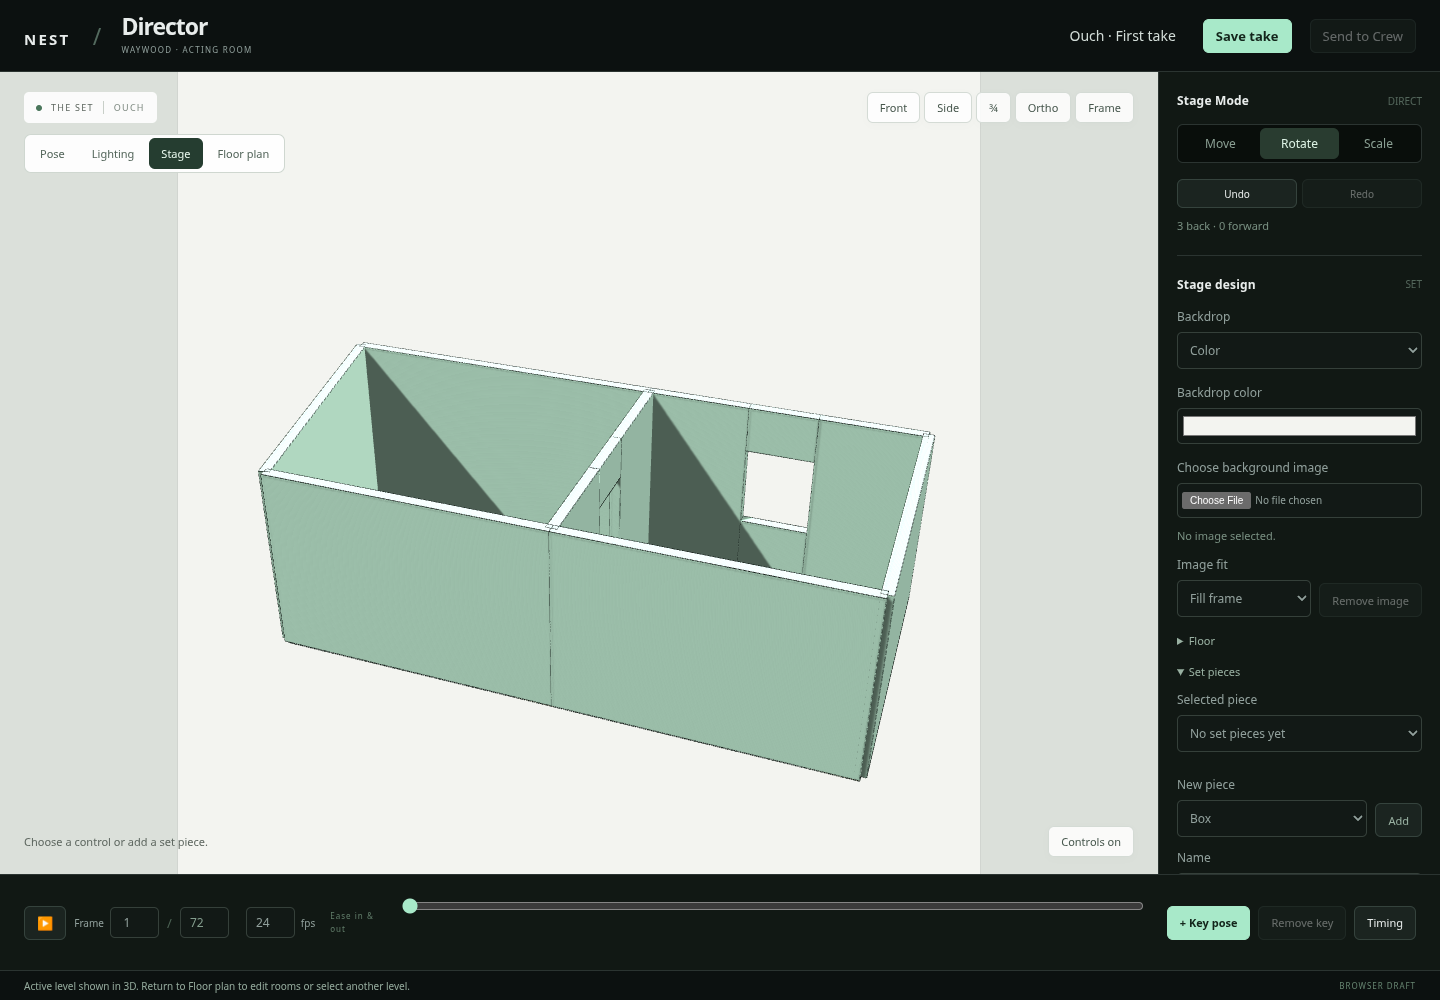 NEST / Director
WAYWOOD · ACTING ROOM
Ouch · First take
Save take
Send to Crew
THE SET | OUCH
Front
Side
¾
Ortho
Frame
Pose
Lighting
Stage
Floor plan
Choose a control or add a set piece.
Controls on
Stage Mode
DIRECT
Move
Rotate
Scale
Undo
Redo
3 back · 0 forward
Stage design
SET
Backdrop
Color
Backdrop color
Choose background image
Choose File No file chosen
No image selected.
Image fit
Fill frame
Remove image
Floor
Set pieces
Selected piece
No set pieces yet
New piece
Box
Add
Name
Frame 1 / 72
24 fps
Ease in &
out
+ Key pose
Remove key
Timing
Active level shown in 3D. Return to Floor plan to edit rooms or select another level.
BROWSER DRAFT